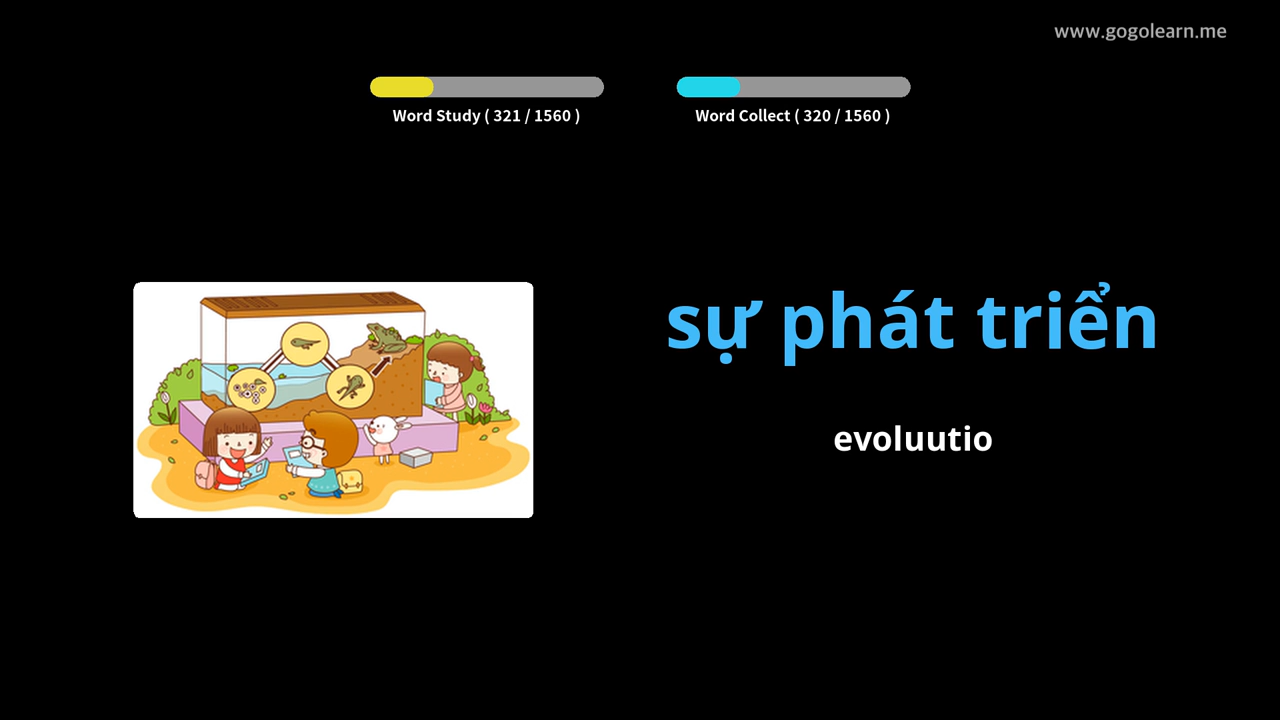 www.gogolearn.me
Word Study ( 321 / 1560 )
Word Collect ( 320 / 1560 )
sự phát triển
evoluutio